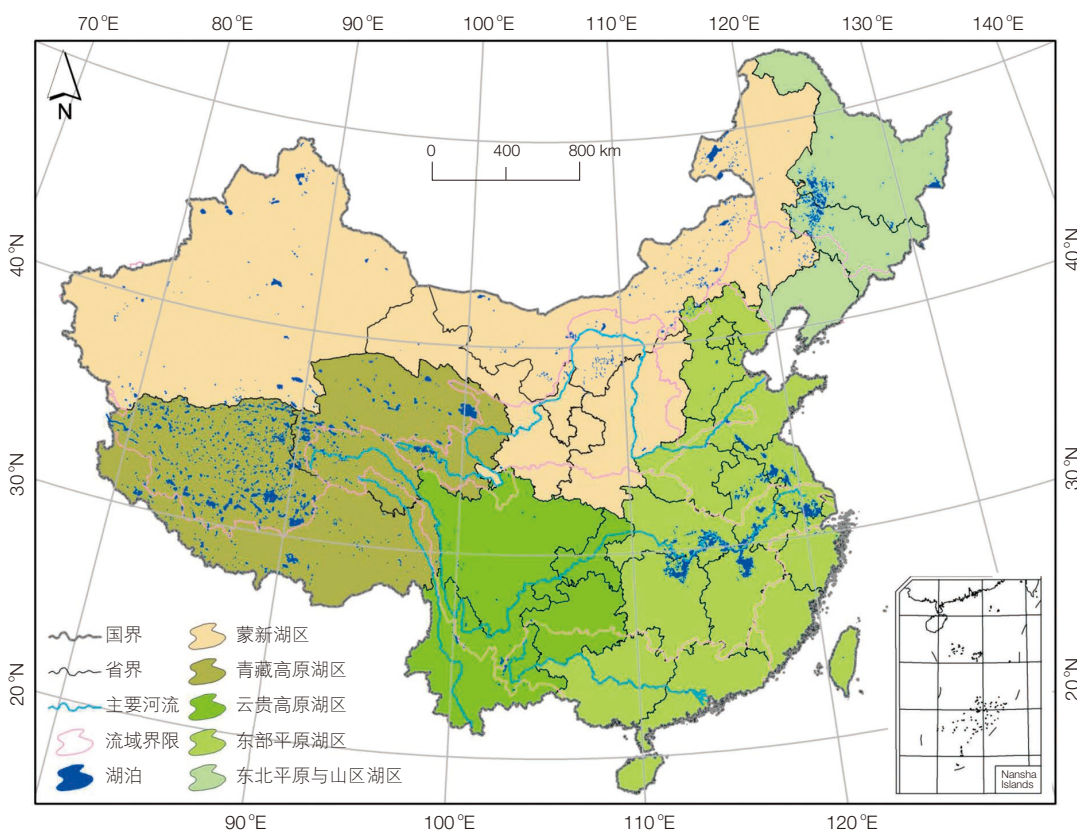 70°E 80°E 90°E 100°E 110°E 120°E 130°E 140°E
N
0 400 800 km
40°N 40°N
30°N 30°N
20°N 20°N
国界 蒙新湖区
省界 青藏高原湖区
主要河流 云贵高原湖区
流域界限 东部平原湖区
湖泊 东北平原与山区湖区
Nansha
Islands
90°E 100°E 110°E 120°E